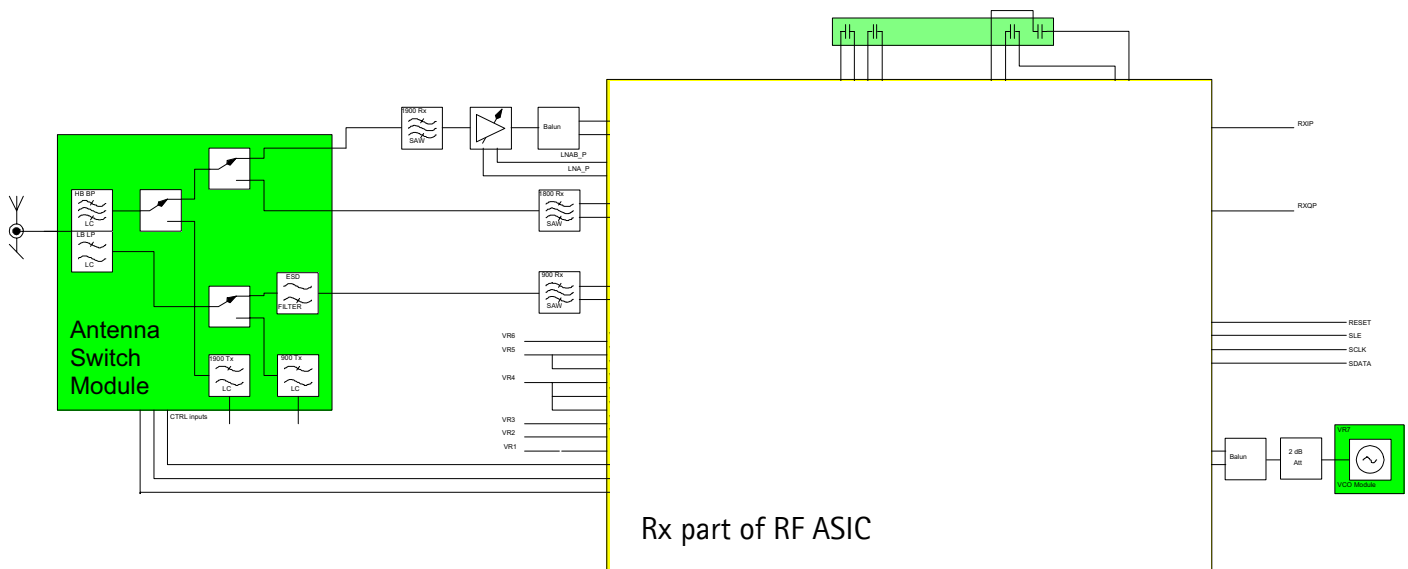 1900 Rx
SAW
Balun
LNAB_P
LNA_P
RXIP
HB BP
LC
LB LP
LC
1800 Rx
SAW
RXQP
ESD
FILTER
900 Rx
SAW
Antenna
Switch
Module
1900 Tx
LC
900 Tx
LC
CTRL inputs
VR6
VR5
VR4
VR3
VR2
VR1
RESET
SLE
SCLK
SDATA
Balun
2 dB
Att
VR7
VCO Module
Rx part of RF ASIC